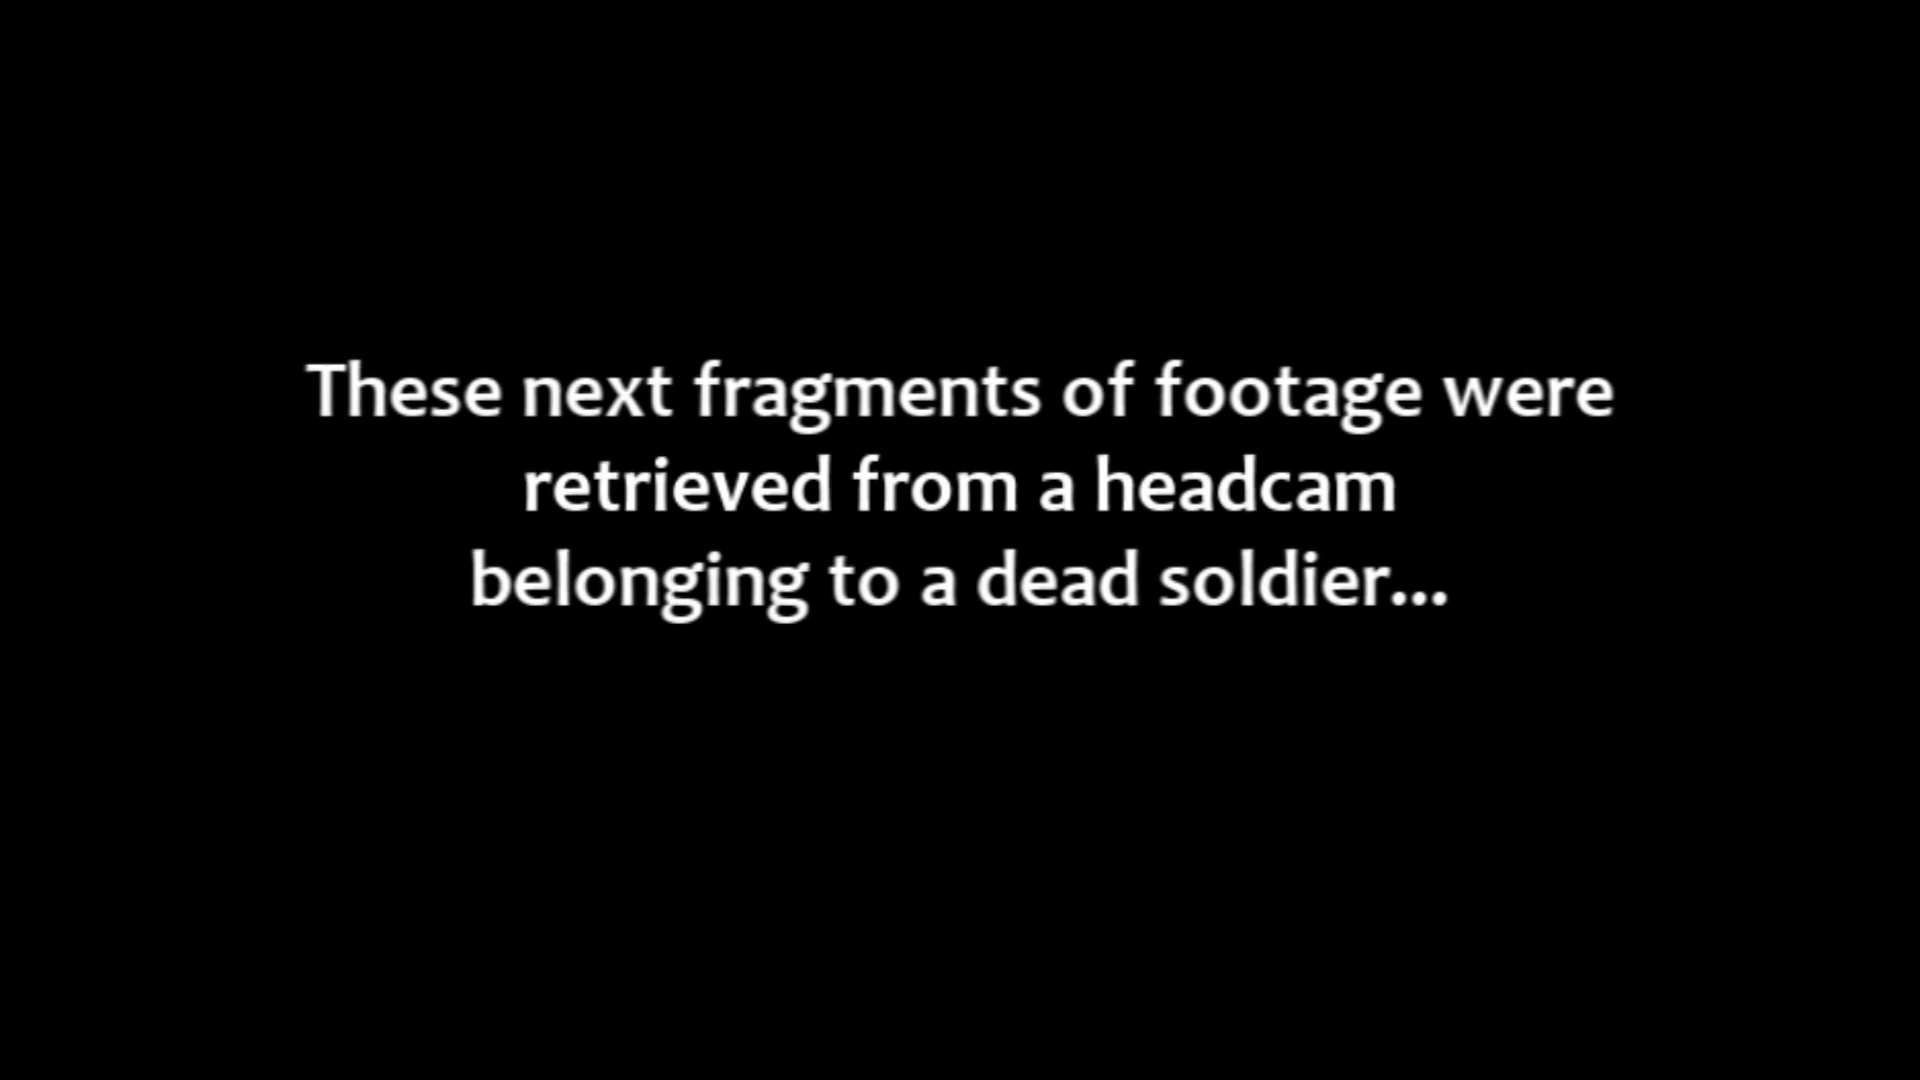 These next fragments of footage were
retrieved from a headcam
belonging to a dead soldier...